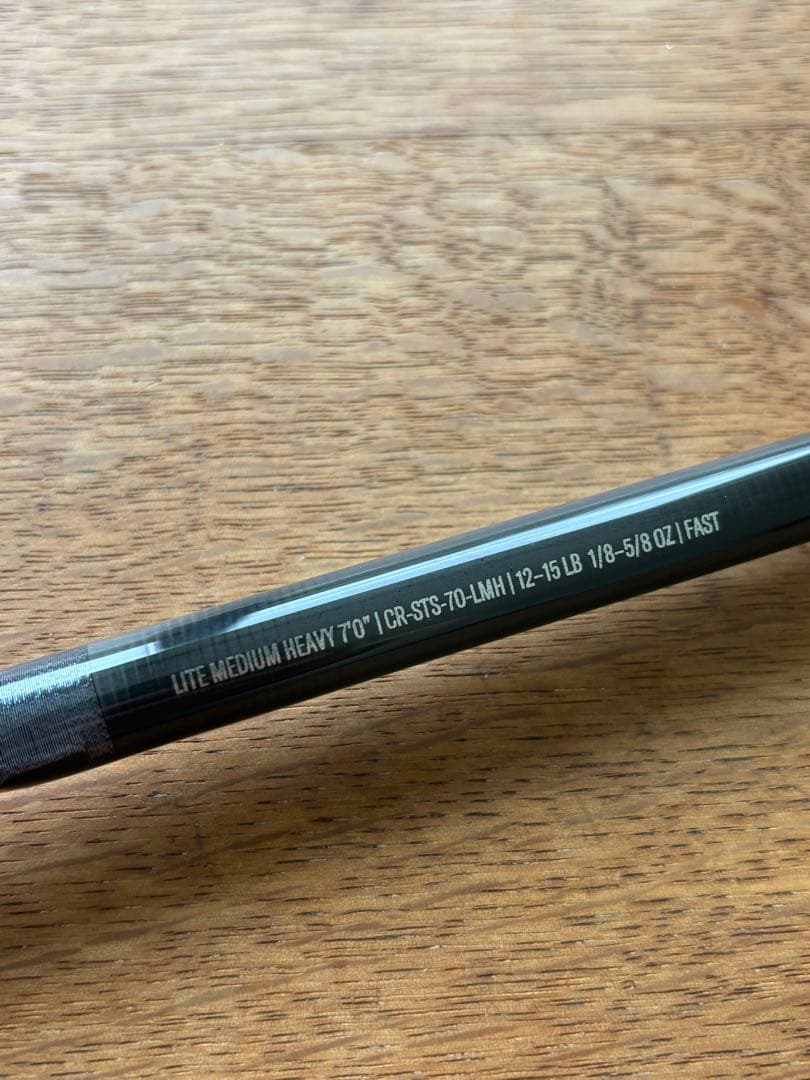 LITE MEDIUM HEAVY 7'0" | CR-STS-70-LMH | 12-15 LB 1/8-5/8 OZ | FAST